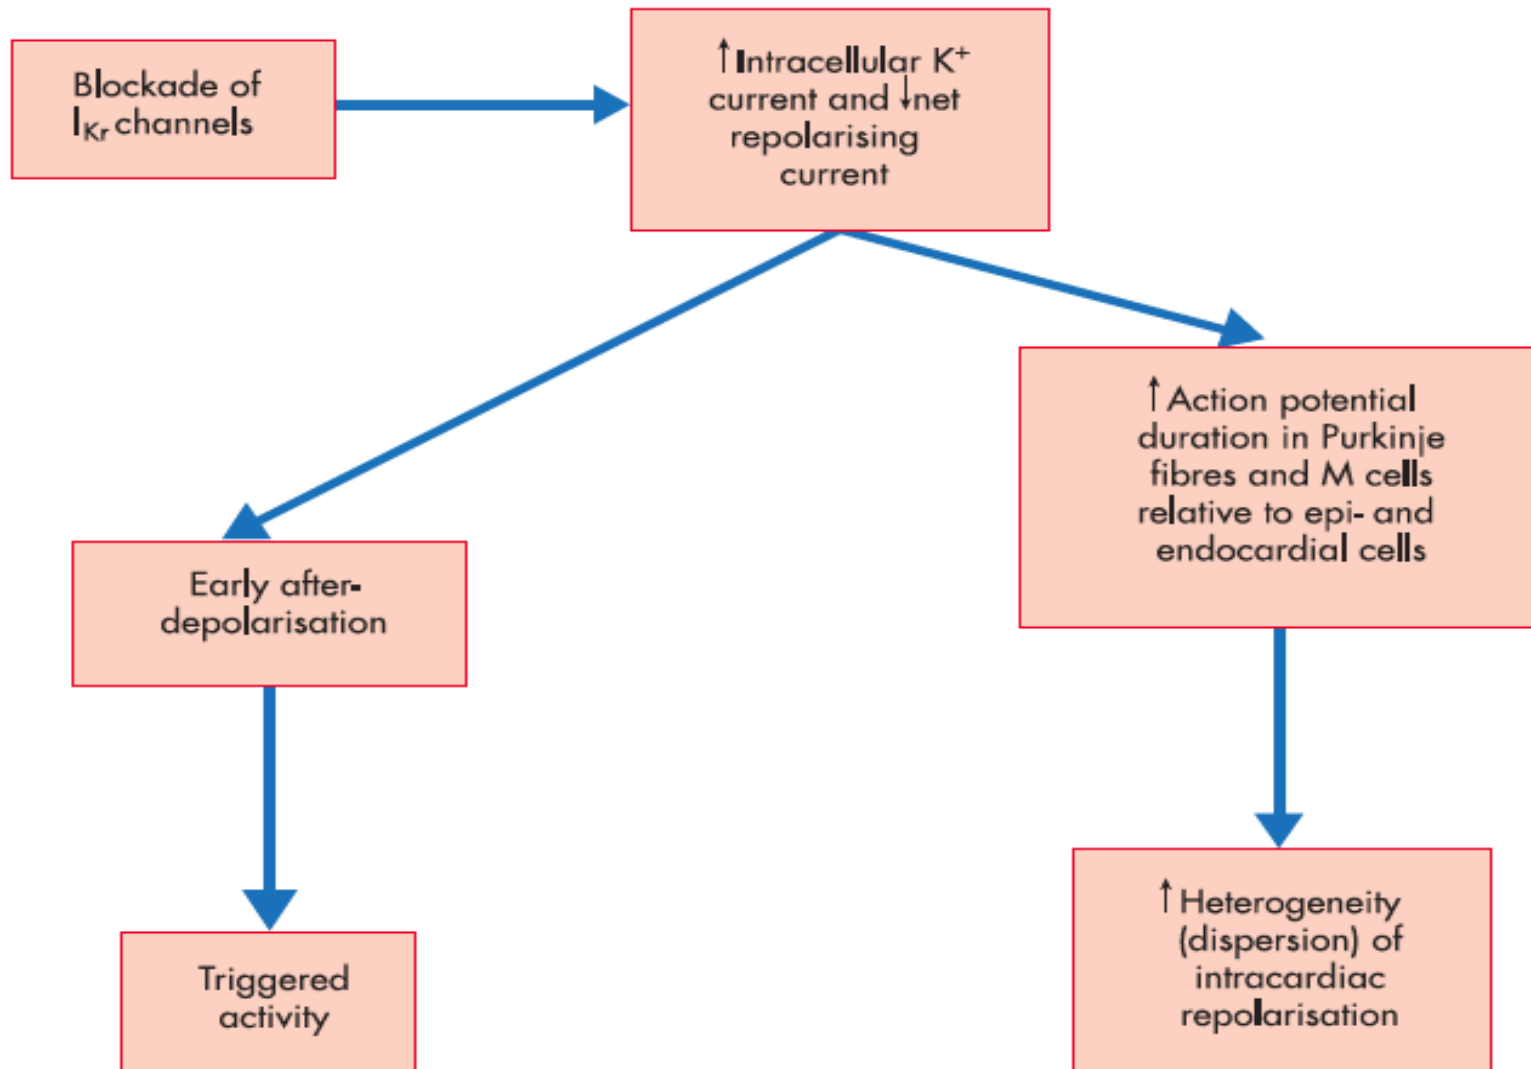 Blockade of
I_Kr channels
↑Intracellular K⁺
current and ↓net
repolarising
current
Early after-
depolarisation
Triggered
activity
↑Action potential
duration in Purkinje
fibres and M cells
relative to epi- and
endocardial cells
↑Heterogeneity
(dispersion) of
intracardiac
repolarisation